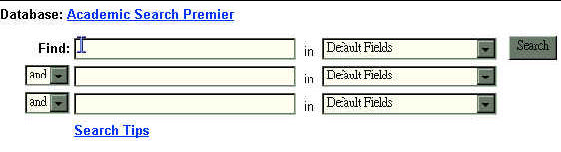 Database: Academic Search Premier
Find: in Default Fields Search
and in Default Fields
and in Default Fields
Search Tips